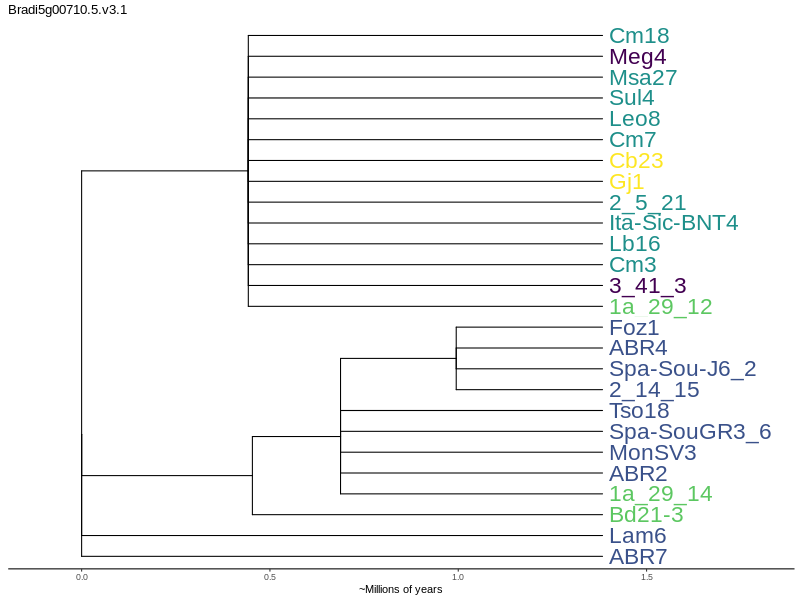 Bradi5g00710.5.v3.1
Cm18
Meg4
Msa27
Sul4
Leo8
Cm7
Cb23
Gj1
2_5_21
Ita-Sic-BNT4
Lb16
Cm3
3_41_3
1a_29_12
Foz1
ABR4
Spa-Sou-J6_2
2_14_15
Tso18
Spa-SouGR3_6
MonSV3
ABR2
1a_29_14
Bd21-3
Lam6
ABR7
0.0 0.5 1.0 1.5
~Millions of years